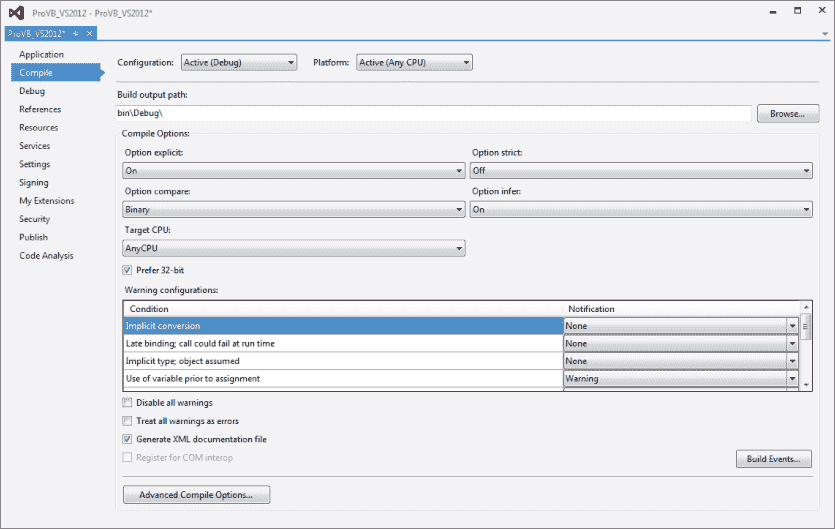 ProVB_VS2012 - ProVB_VS2012*
ProVB_VS2012*
Application
Compile
Debug
References
Resources
Services
Settings
Signing
My Extensions
Security
Publish
Code Analysis
Configuration: Active (Debug) Platform: Active (Any CPU)
Build output path:
bin\Debug\ Browse...
Compile Options:
Option explicit: Option strict:
On Off
Option compare: Option infer:
Binary On
Target CPU:
AnyCPU
Prefer 32-bit
Warning configurations:
Condition Notification
Implicit conversion None
Late binding; call could fail at run time None
Implicit type; object assumed None
Use of variable prior to assignment Warning
Disable all warnings
Treat all warnings as errors
Generate XML documentation file
Register for COM interop
Build Events...
Advanced Compile Options...